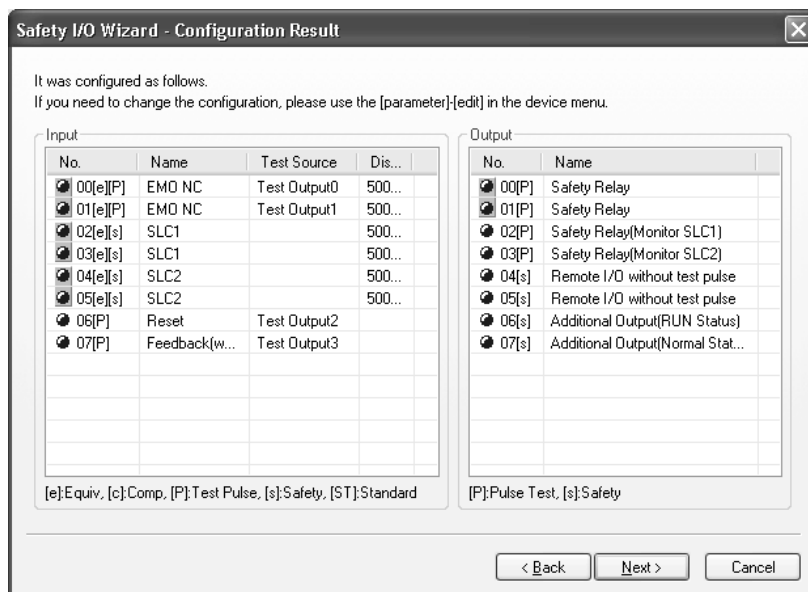 Safety I/O Wizard - Configuration Result
It was configured as follows.
If you need to change the configuration, please use the [parameter]-[edit] in the device menu.
Input
No. Name Test Source Dis...
00[e][P] EMO NC Test Output0 500...
01[e][P] EMO NC Test Output1 500...
02[e][s] SLC1 500...
03[e][s] SLC1 500...
04[e][s] SLC2 500...
05[e][s] SLC2 500...
06[P] Reset Test Output2
07[P] Feedback(w... Test Output3
[e]:Equiv, [c]:Comp, [P]:Test Pulse, [s]:Safety, [ST]:Standard
Output
No. Name
00[P] Safety Relay
01[P] Safety Relay
02[P] Safety Relay(Monitor SLC1)
03[P] Safety Relay(Monitor SLC2)
04[s] Remote I/O without test pulse
05[s] Remote I/O without test pulse
06[s] Additional Output(RUN Status)
07[s] Additional Output(Normal Stat...
[P]:Pulse Test, [s]:Safety
< Back Next > Cancel